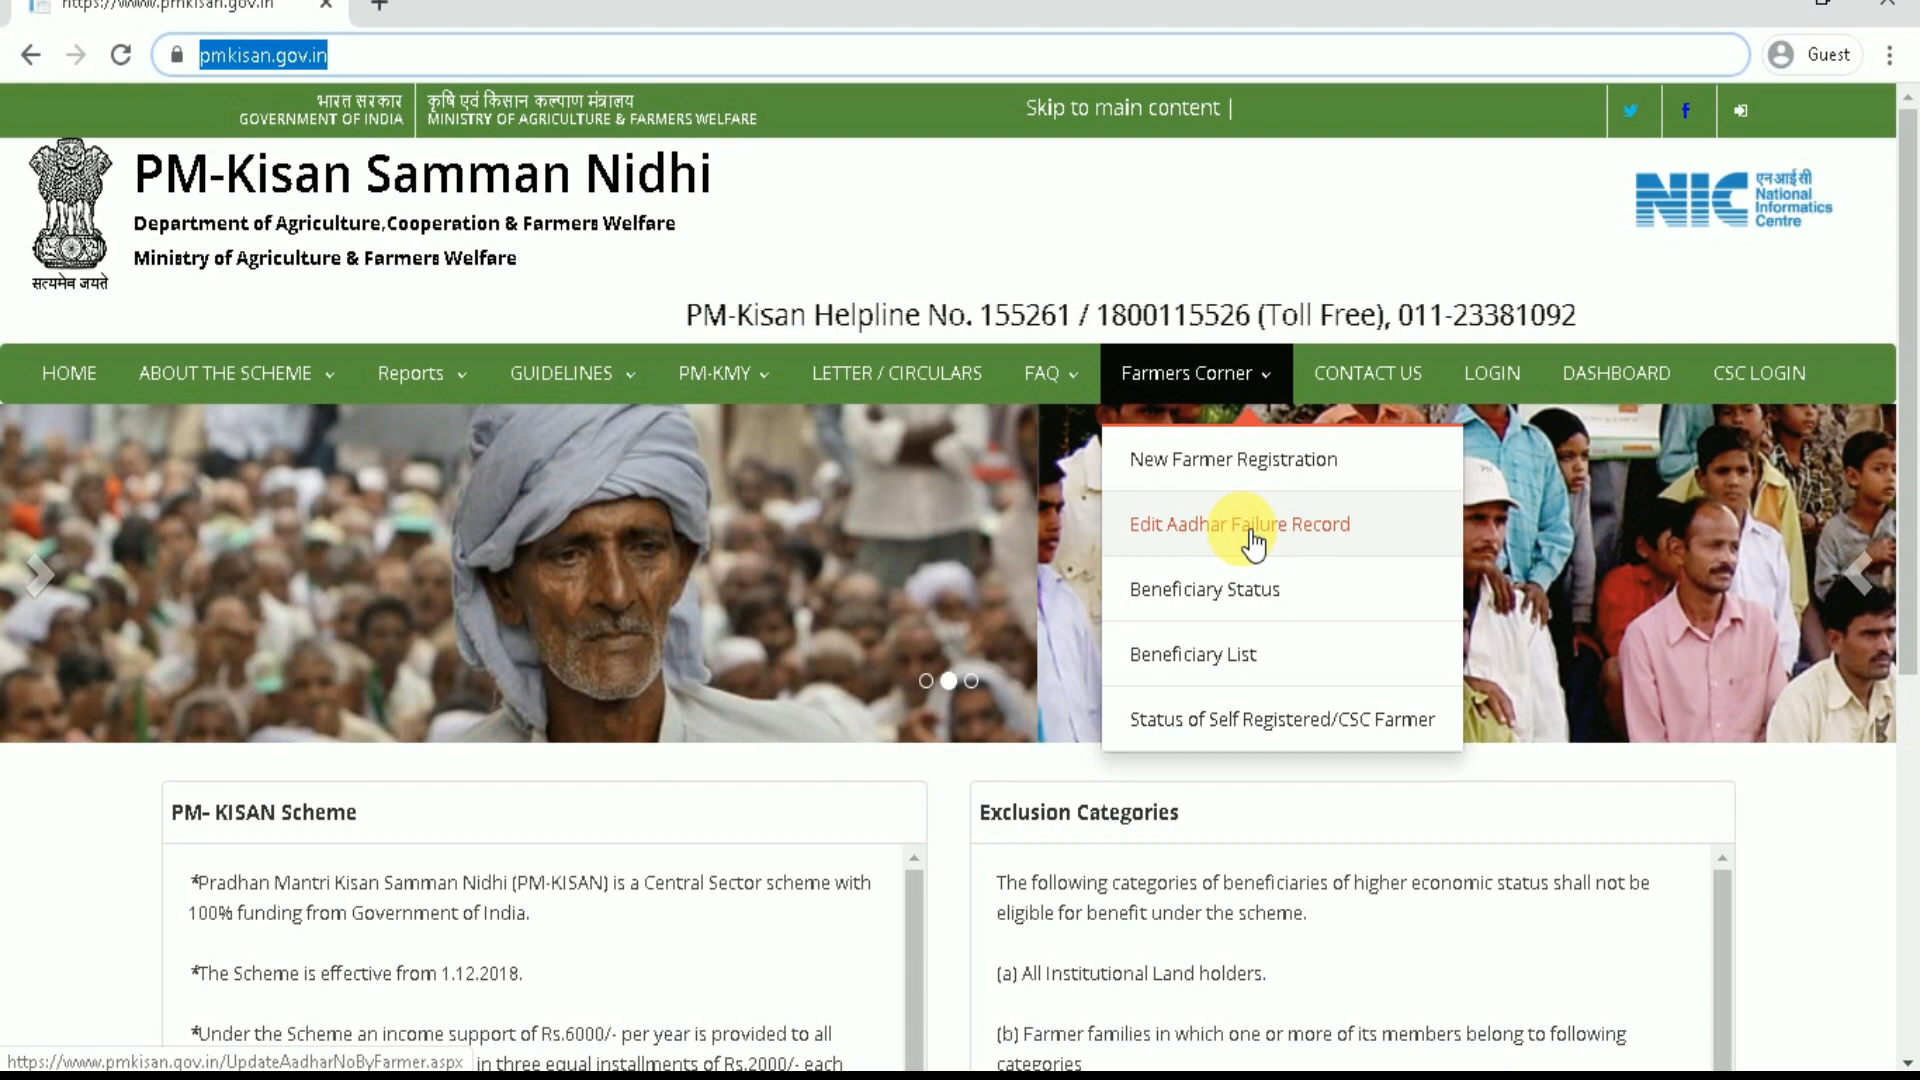 https://www.pmkisan.gov.in
pmkisan.gov.in
Guest
भारत सरकार
GOVERNMENT OF INDIA
कृषि एवं किसान कल्याण मंत्रालय
MINISTRY OF AGRICULTURE & FARMERS WELFARE
Skip to main content |
PM-Kisan Samman Nidhi
Department of Agriculture,Cooperation & Farmers Welfare
Ministry of Agriculture & Farmers Welfare
सत्यमेव जयते
NIC
एनआईसी
National
Informatics
Centre
PM-Kisan Helpline No. 155261 / 1800115526 (Toll Free), 011-23381092
HOME ABOUT THE SCHEME Reports GUIDELINES PM-KMY LETTER / CIRCULARS FAQ Farmers Corner CONTACT US LOGIN DASHBOARD CSC LOGIN
New Farmer Registration
Edit Aadhar Failure Record
Beneficiary Status
Beneficiary List
Status of Self Registered/CSC Farmer
PM- KISAN Scheme
*Pradhan Mantri Kisan Samman Nidhi (PM-KISAN) is a Central Sector scheme with
100% funding from Government of India.
*The Scheme is effective from 1.12.2018.
*Under the Scheme an income support of Rs.6000/- per year is provided to all
in three equal installments of Rs.2000/- each
Exclusion Categories
The following categories of beneficiaries of higher economic status shall not be
eligible for benefit under the scheme.
(a) All Institutional Land holders.
(b) Farmer families in which one or more of its members belong to following
categories
https://www.pmkisan.gov.in/UpdateAadharNoByFarmer.aspx